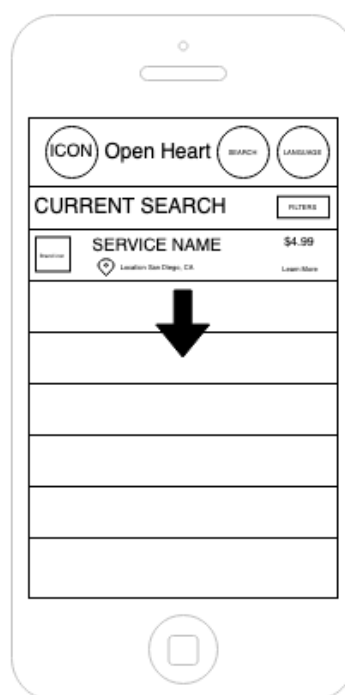 ICON Open Heart SEARCH LANGUAGE
CURRENT SEARCH FILTERS
SERVICE NAME $4.99
Location San Diego, CA Learn More